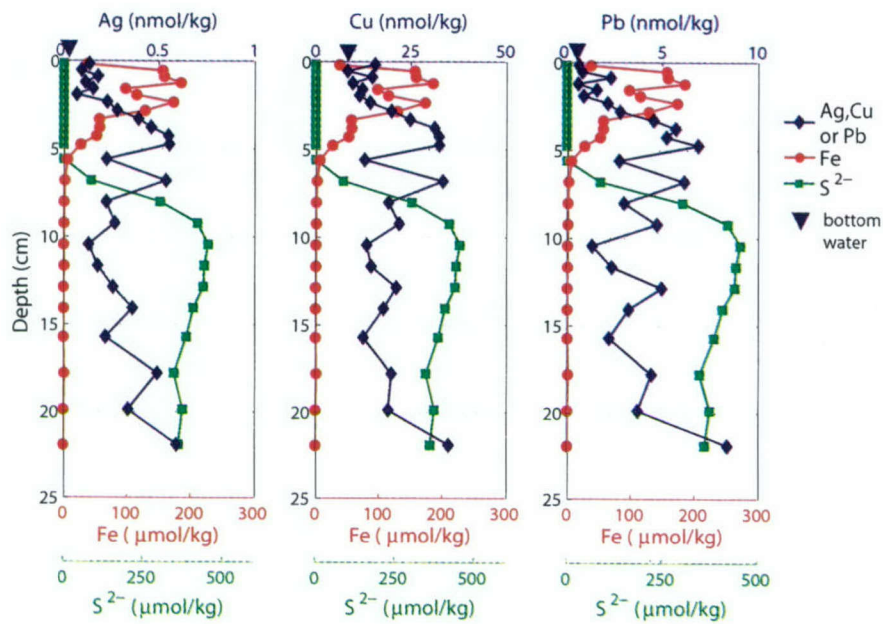 Ag (nmol/kg)
Cu (nmol/kg)
Pb (nmol/kg)
0 0.5 1
0 25 50
0 5 10
0
5
10
15
20
25
0
5
10
15
20
25
0
5
10
15
20
25
Depth (cm)
Ag,Cu
or Pb
Fe
S 2−
bottom
water
0 100 200 300
0 100 200 300
0 100 200 300
Fe ( μmol/kg)
Fe ( μmol/kg)
Fe ( μmol/kg)
0 250 500
0 250 500
0 250 500
S 2− (μmol/kg)
S 2− (μmol/kg)
S 2− (μmol/kg)